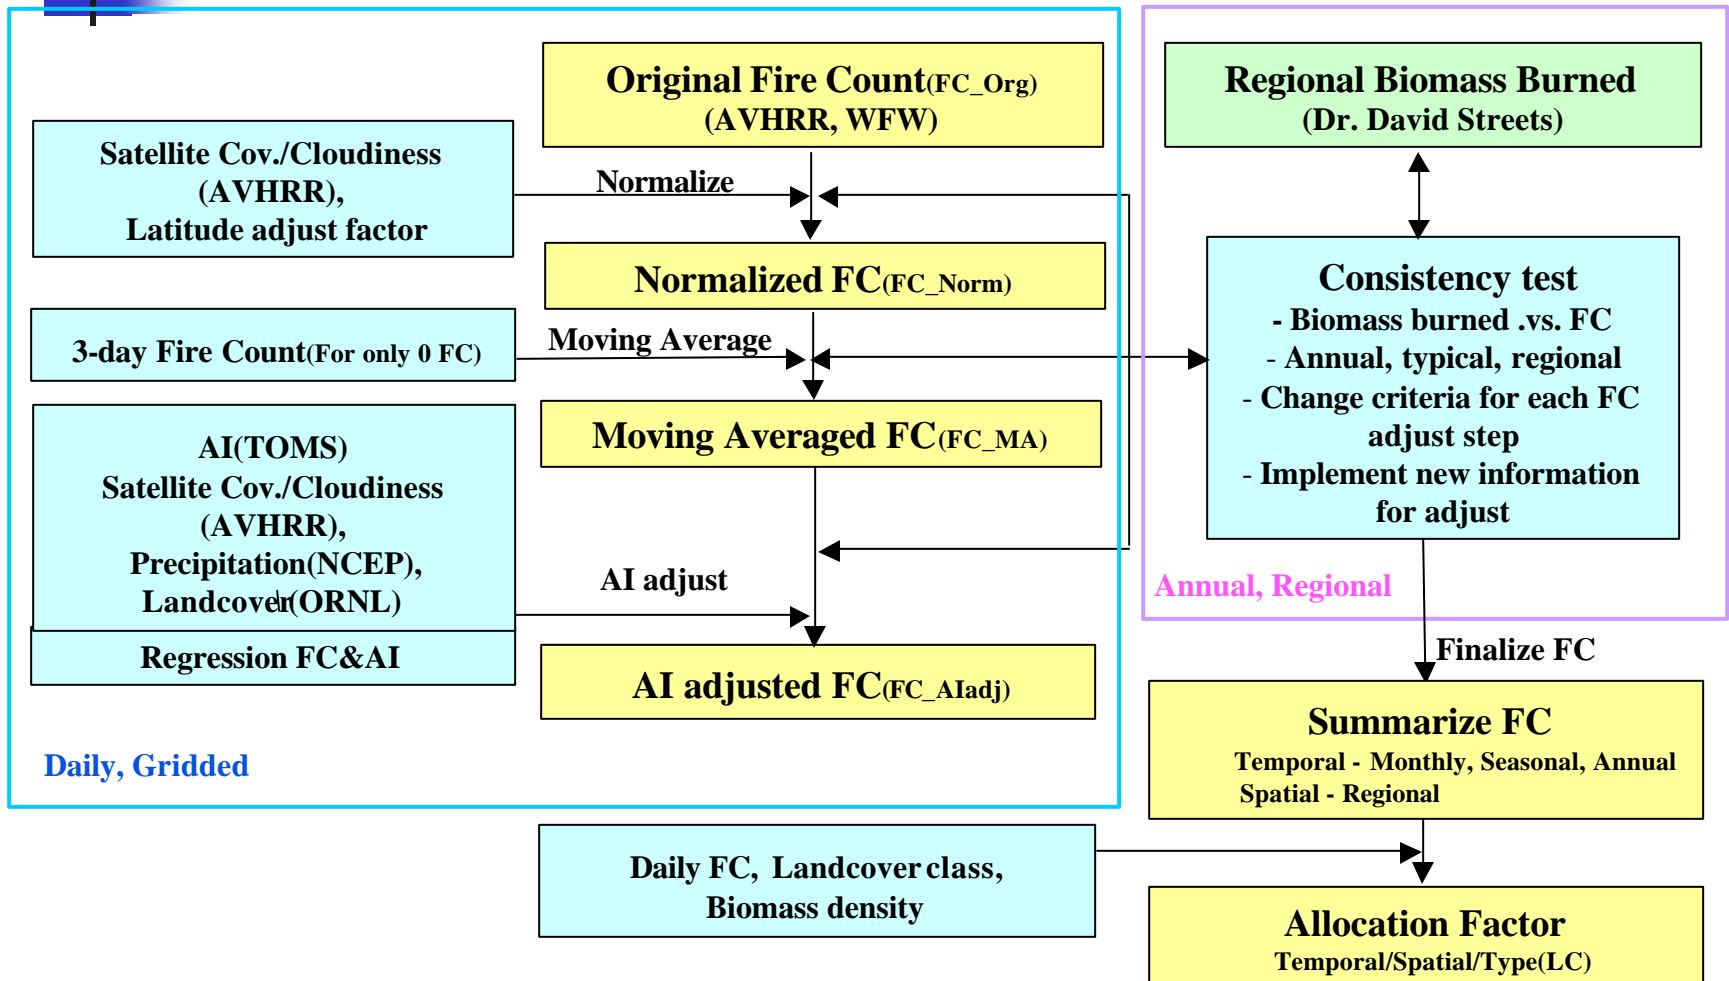 Original Fire Count(FC_Org)
(AVHRR, WFW)
Satellite Cov./Cloudiness
(AVHRR),
Latitude adjust factor
Normalize
Normalized FC(FC_Norm)
3-day Fire Count(For only 0 FC)
Moving Average
Moving Averaged FC(FC_MA)
AI(TOMS)
Satellite Cov./Cloudiness
(AVHRR),
Precipitation(NCEP),
Landcover(ORNL)
Regression FC&AI
AI adjust
AI adjusted FC(FC_AIadj)
Daily, Gridded
Regional Biomass Burned
(Dr. David Streets)
Consistency test
- Biomass burned .vs. FC
- Annual, typical, regional
- Change criteria for each FC
adjust step
- Implement new information
for adjust
Annual, Regional
Finalize FC
Summarize FC
Temporal - Monthly, Seasonal, Annual
Spatial - Regional
Daily FC, Landcover class,
Biomass density
Allocation Factor
Temporal/Spatial/Type(LC)